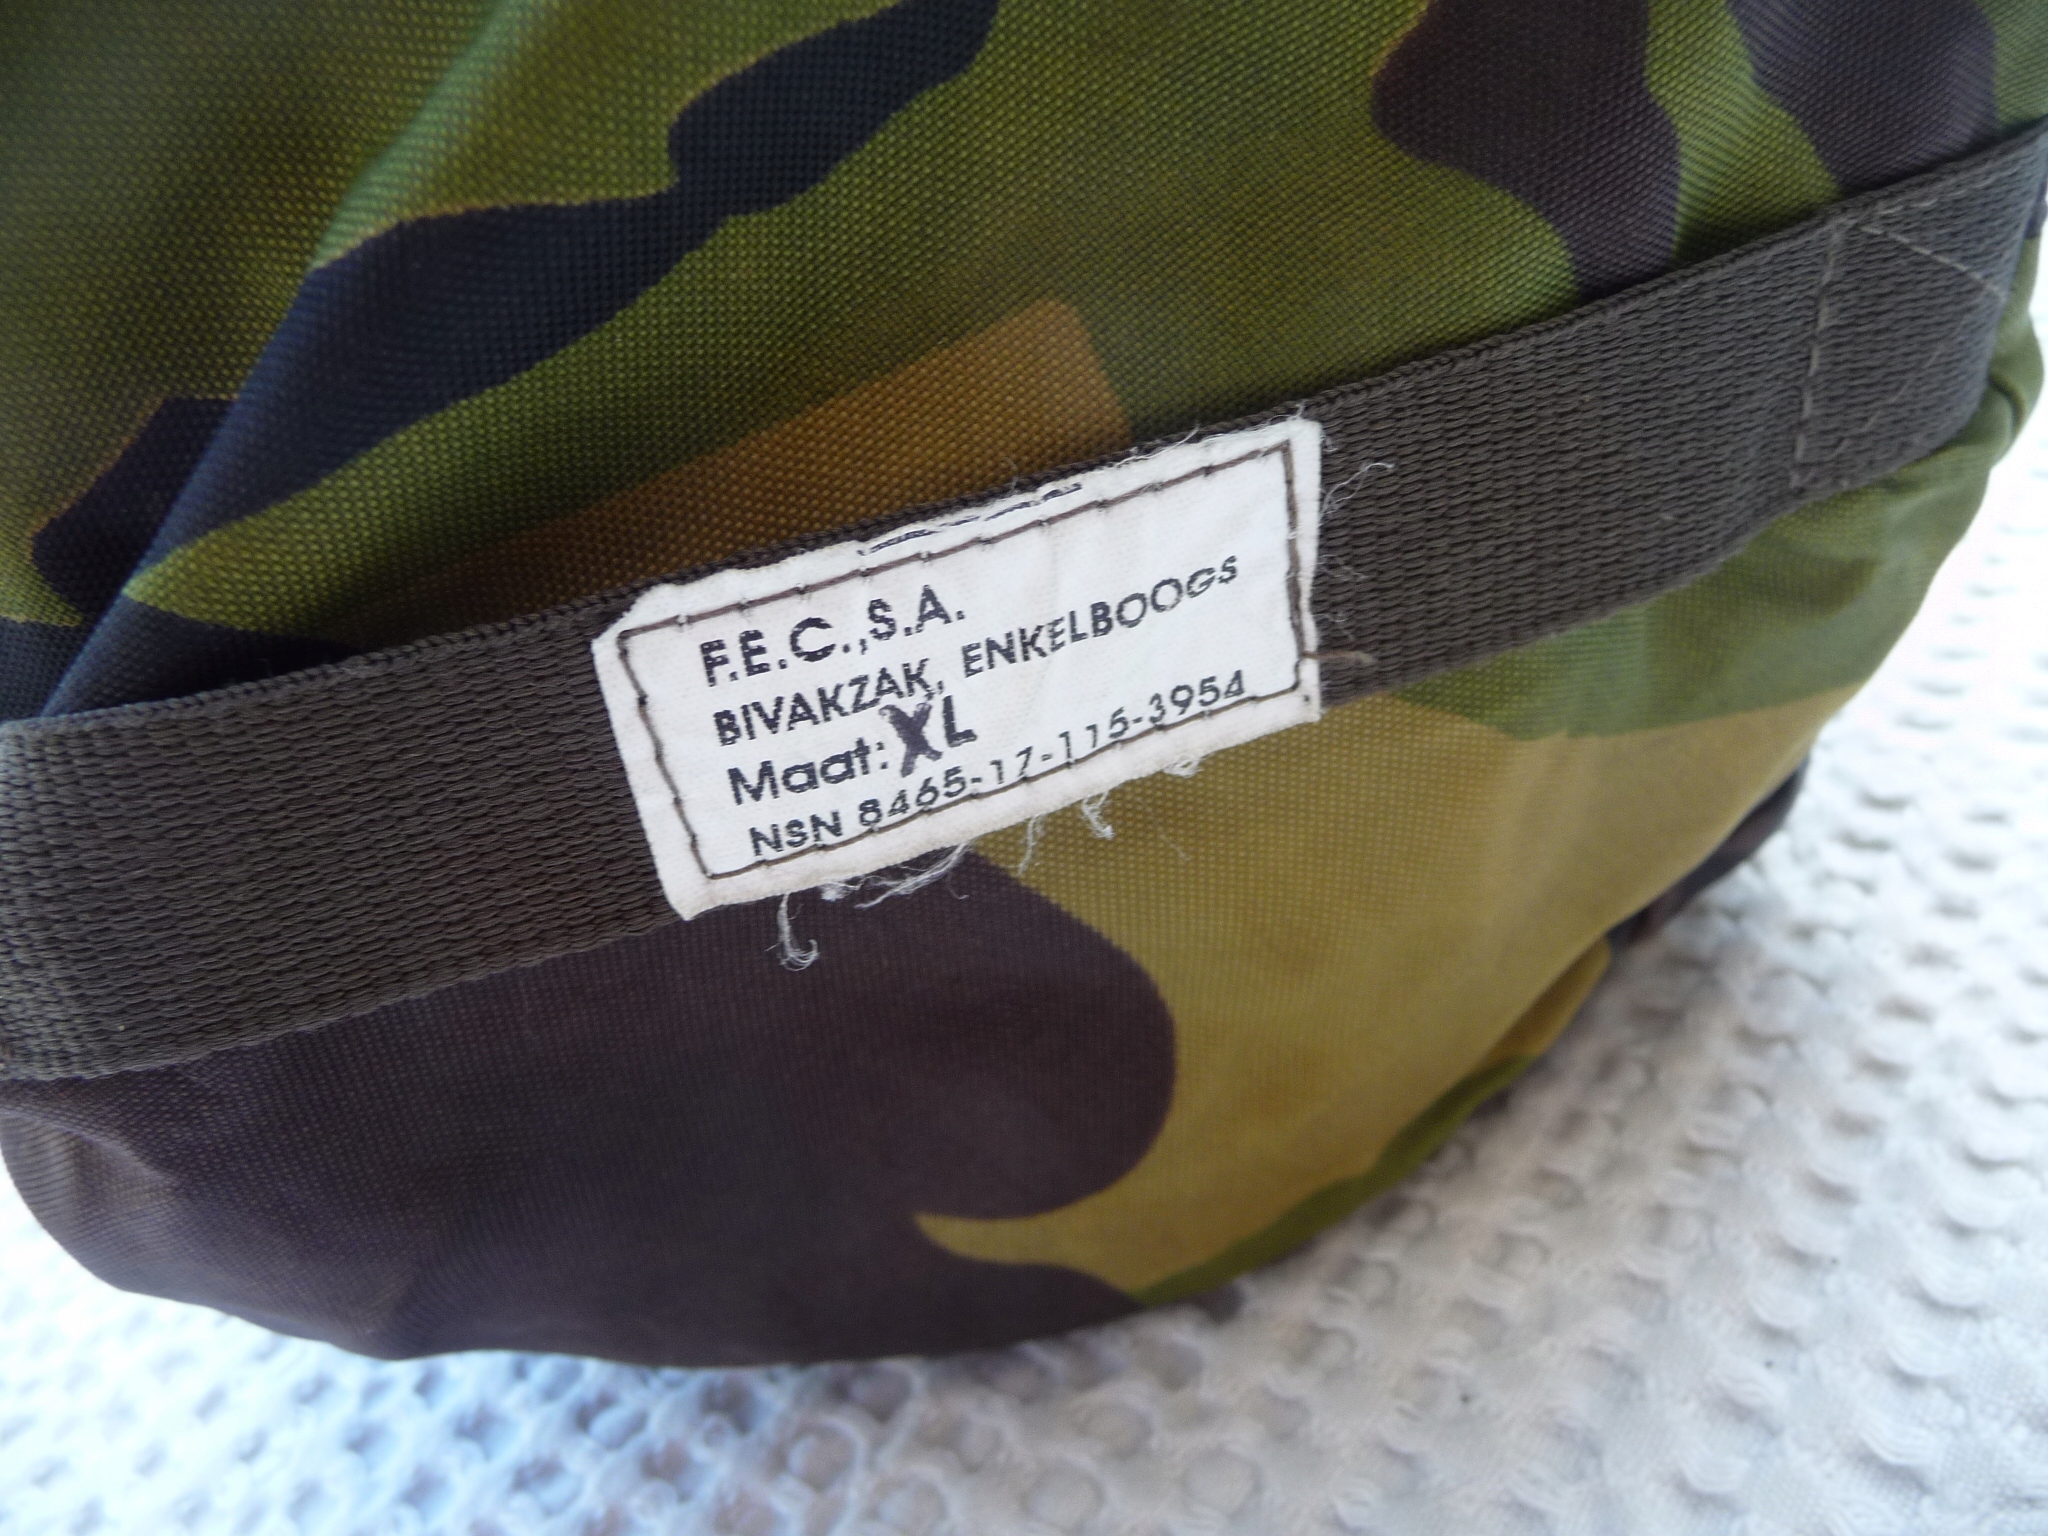 F.E.C.,S.A.
BIVAKZAK, ENKELBOOGS
Maat: XL
NSN 8465-17-115-3954